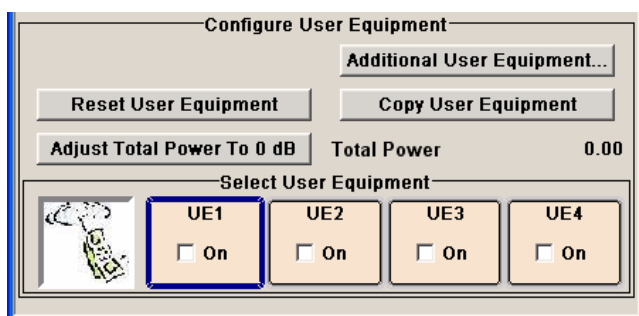 Configure User Equipment
Additional User Equipment...
Reset User Equipment Copy User Equipment
Adjust Total Power To 0 dB Total Power 0.00
Select User Equipment
UE1 UE2 UE3 UE4
On On On On